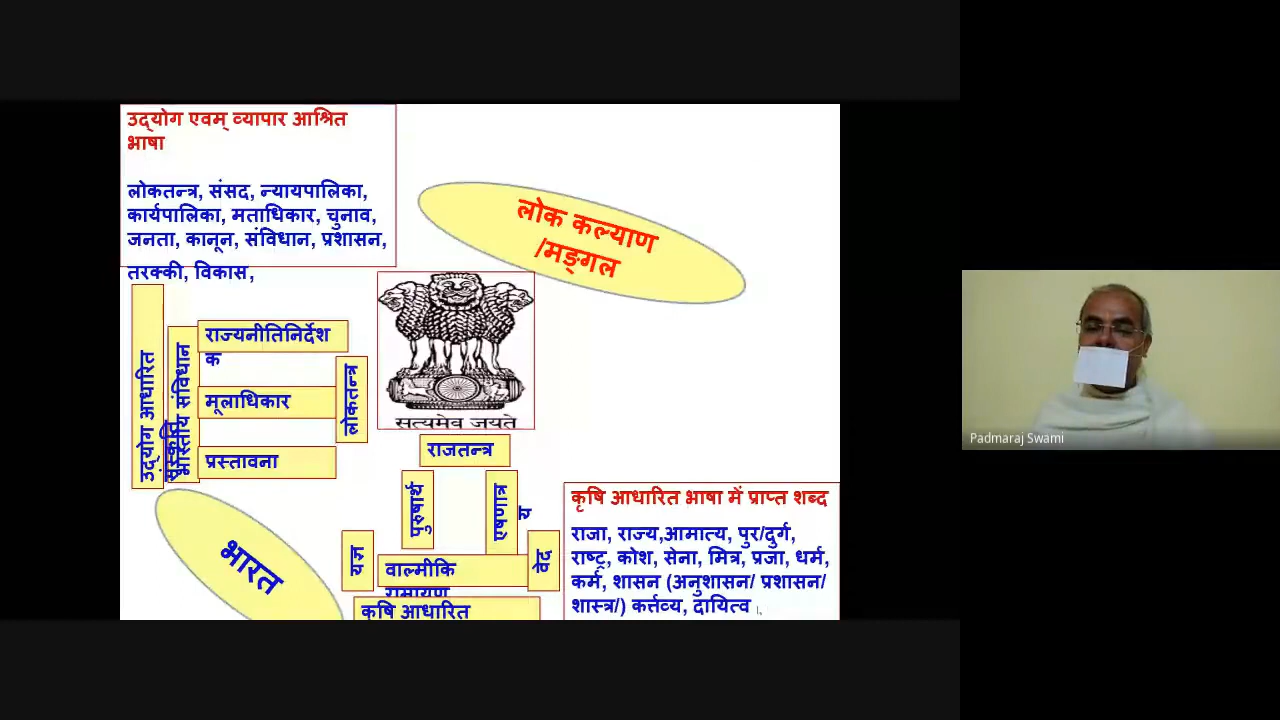 उद्योग एवम् व्यापार आश्रित
भाषा
लोकतन्त्र, संसद, न्यायपालिका,
कार्यपालिका, मताधिकार, चुनाव,
जनता, कानून, संविधान, प्रशासन,
तरक्की, विकास,
लोक कल्याण
/मङ्गल
उद्योग आधारित
संस्कृति
भारतीय संविधान
राज्यनीतिनिर्देश
क
मूलाधिकार
प्रस्तावना
लोकतन्त्र
सत्यमेव जयते
राजतन्त्र
पुरुषार्थ
एषणात्र
य
यज्ञ
वेद
वाल्मीकि
रामायण
कृषि आधारित
भारत
कृषि आधारित भाषा में प्राप्त शब्द
राजा, राज्य,आमात्य, पुर/दुर्ग,
राष्ट्र, कोश, सेना, मित्र, प्रजा, धर्म,
कर्म, शासन (अनुशासन/ प्रशासन/
शास्त्र/) कर्त्तव्य, दायित्व ।
Padmaraj Swami